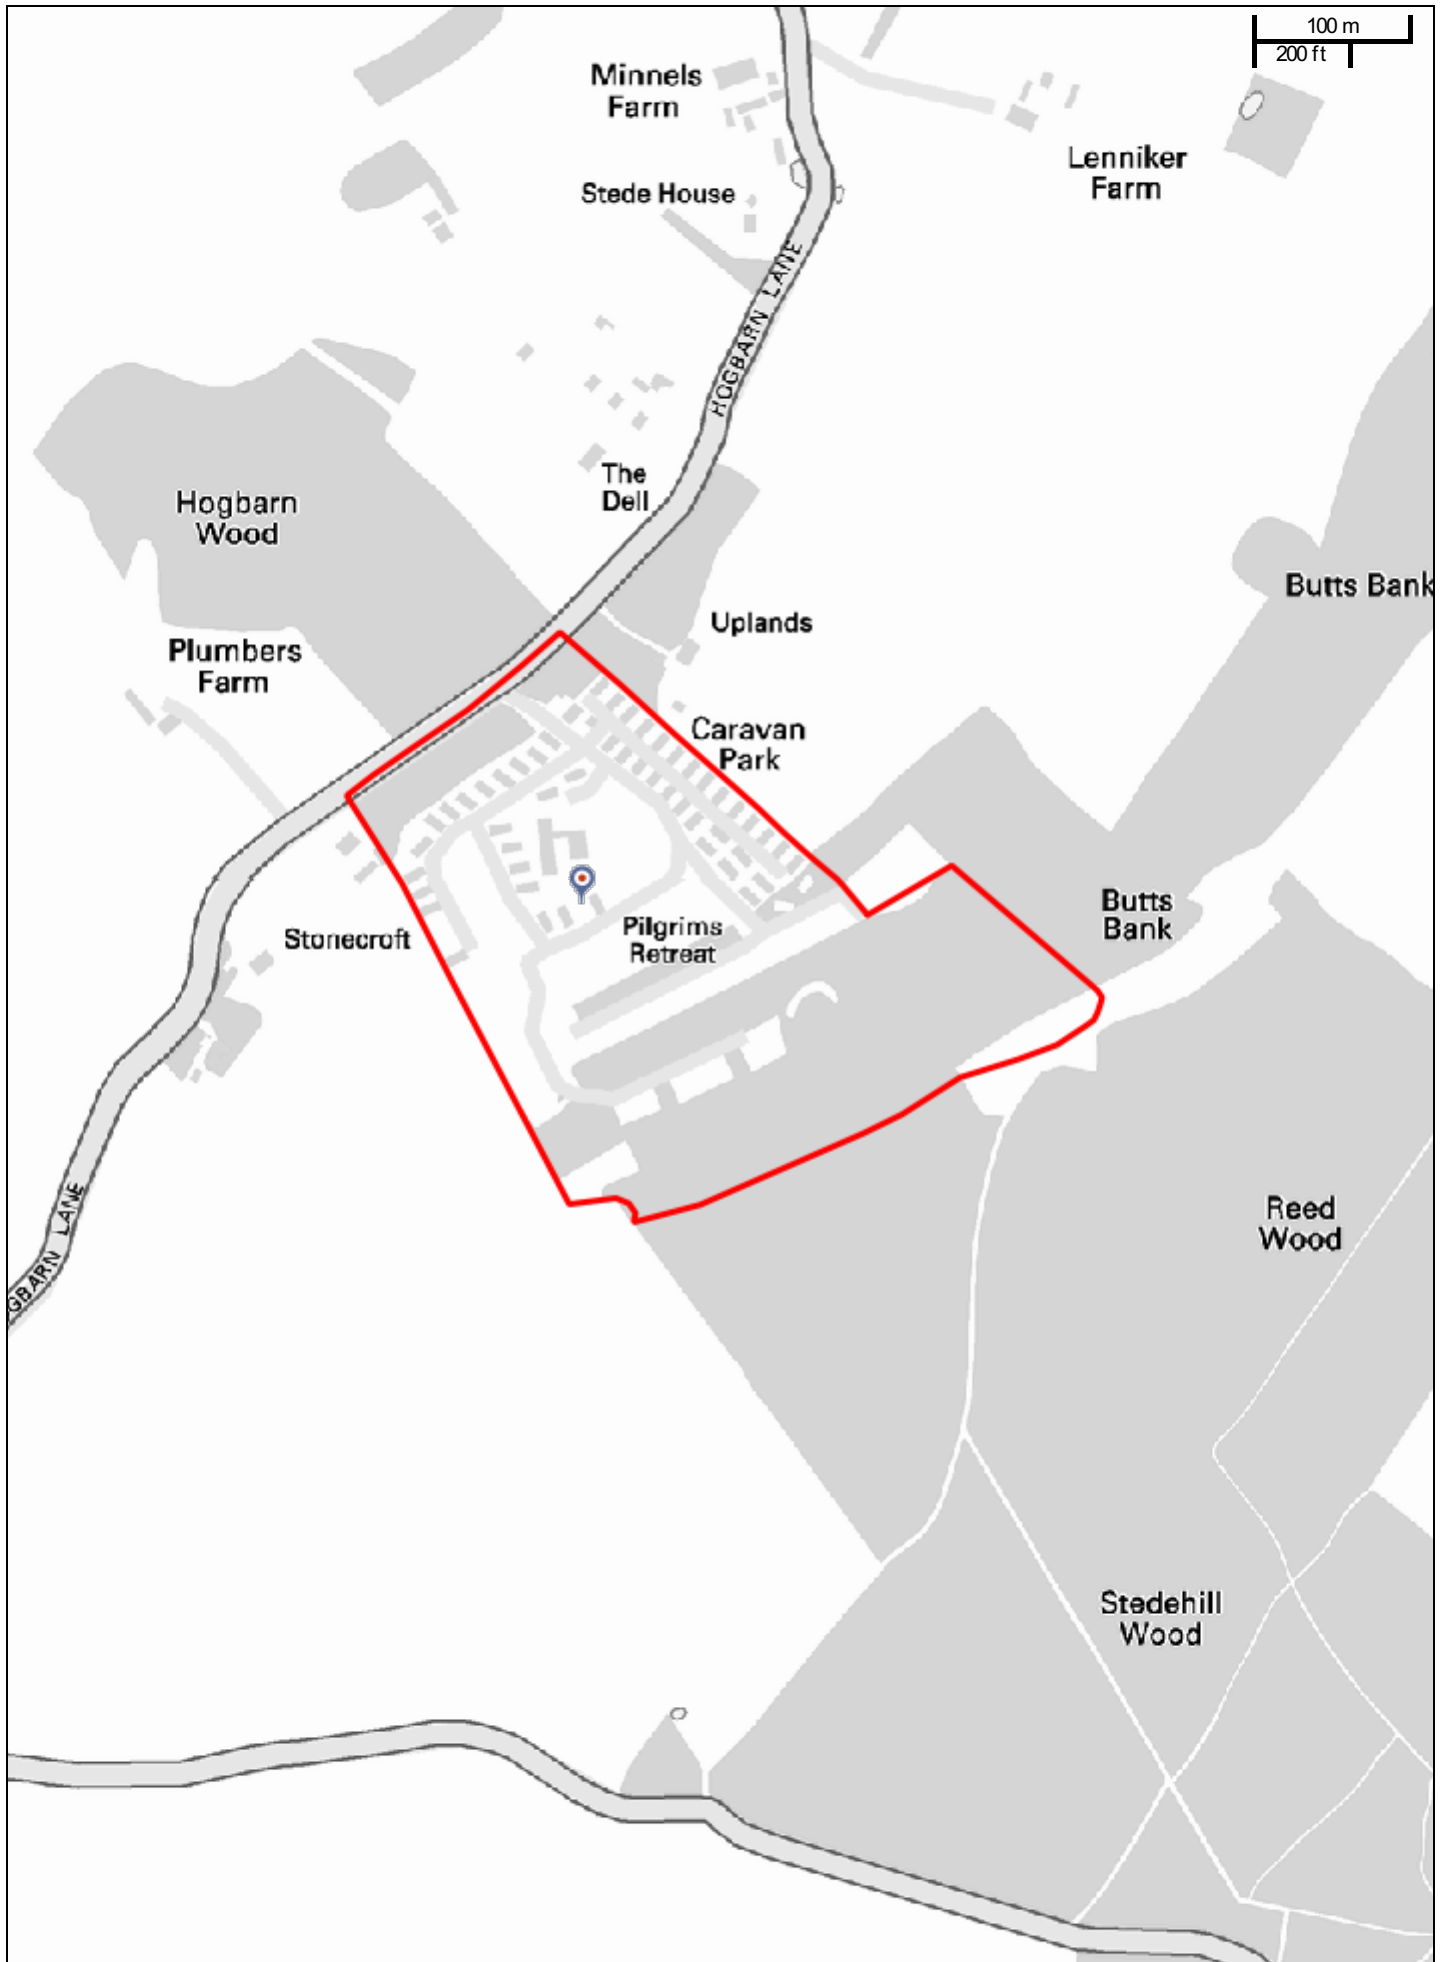 100 m
200 ft
Minnels
Farm
Lenniker
Farm
Stede House
HOGBARN LANE
The
Dell
Hogbarn
Wood
Butts Bank
Uplands
Plumbers
Farm
Caravan
Park
Butts
Bank
Pilgrims
Retreat
Stonecroft
GBARN LANE
Reed
Wood
Stedehill
Wood